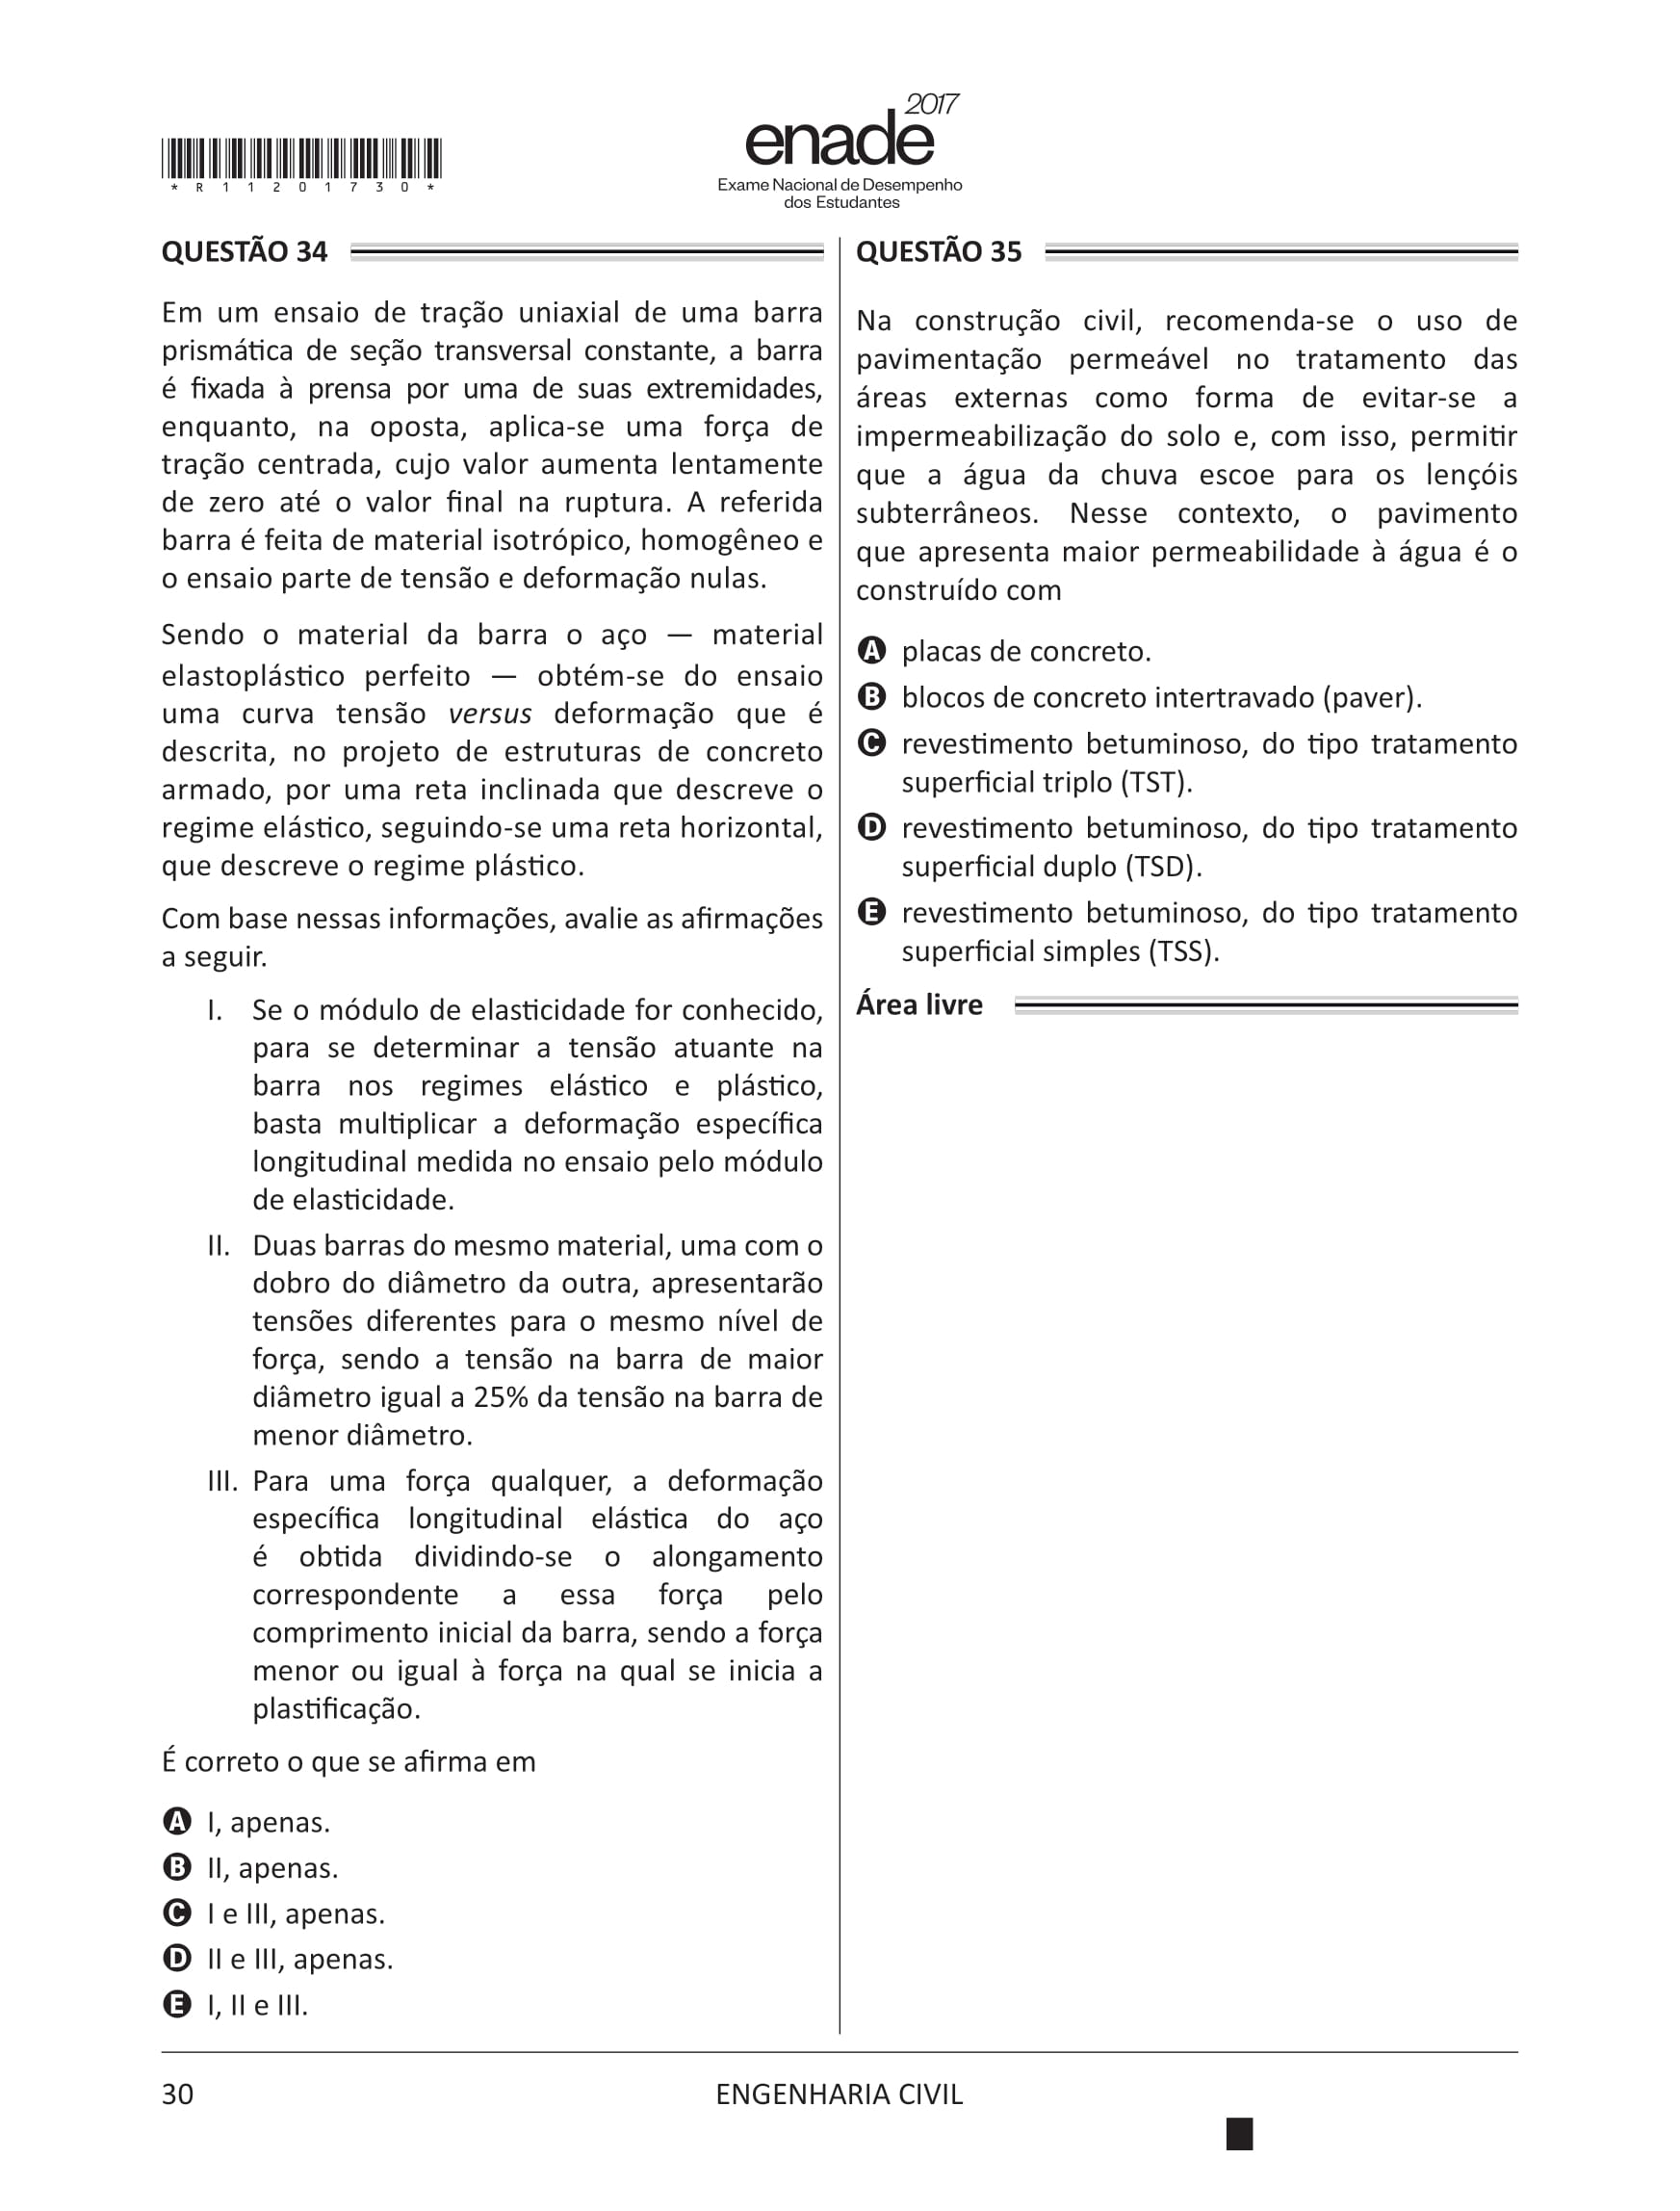 * R 1 1 2 0 1 7 3 0 *
2017
enade
Exame Nacional de Desempenho
dos Estudantes
QUESTÃO 34
Em um ensaio de tração uniaxial de uma barra
prismática de seção transversal constante, a barra
é fixada à prensa por uma de suas extremidades,
enquanto, na oposta, aplica-se uma força de
tração centrada, cujo valor aumenta lentamente
de zero até o valor final na ruptura. A referida
barra é feita de material isotrópico, homogêneo e
o ensaio parte de tensão e deformação nulas.
Sendo o material da barra o aço — material
elastoplástico perfeito — obtém-se do ensaio
uma curva tensão versus deformação que é
descrita, no projeto de estruturas de concreto
armado, por uma reta inclinada que descreve o
regime elástico, seguindo-se uma reta horizontal,
que descreve o regime plástico.
Com base nessas informações, avalie as afirmações
a seguir.
I. Se o módulo de elasticidade for conhecido,
para se determinar a tensão atuante na
barra nos regimes elástico e plástico,
basta multiplicar a deformação específica
longitudinal medida no ensaio pelo módulo
de elasticidade.
II. Duas barras do mesmo material, uma com o
dobro do diâmetro da outra, apresentarão
tensões diferentes para o mesmo nível de
força, sendo a tensão na barra de maior
diâmetro igual a 25% da tensão na barra de
menor diâmetro.
III. Para uma força qualquer, a deformação
específica longitudinal elástica do aço
é obtida dividindo-se o alongamento
correspondente a essa força pelo
comprimento inicial da barra, sendo a força
menor ou igual à força na qual se inicia a
plastificação.
É correto o que se afirma em
A I, apenas.
B II, apenas.
C I e III, apenas.
D II e III, apenas.
E I, II e III.
QUESTÃO 35
Na construção civil, recomenda-se o uso de
pavimentação permeável no tratamento das
áreas externas como forma de evitar-se a
impermeabilização do solo e, com isso, permitir
que a água da chuva escoe para os lençóis
subterrâneos. Nesse contexto, o pavimento
que apresenta maior permeabilidade à água é o
construído com
A placas de concreto.
B blocos de concreto intertravado (paver).
C revestimento betuminoso, do tipo tratamento
superficial triplo (TST).
D revestimento betuminoso, do tipo tratamento
superficial duplo (TSD).
E revestimento betuminoso, do tipo tratamento
superficial simples (TSS).
Área livre
30
ENGENHARIA CIVIL